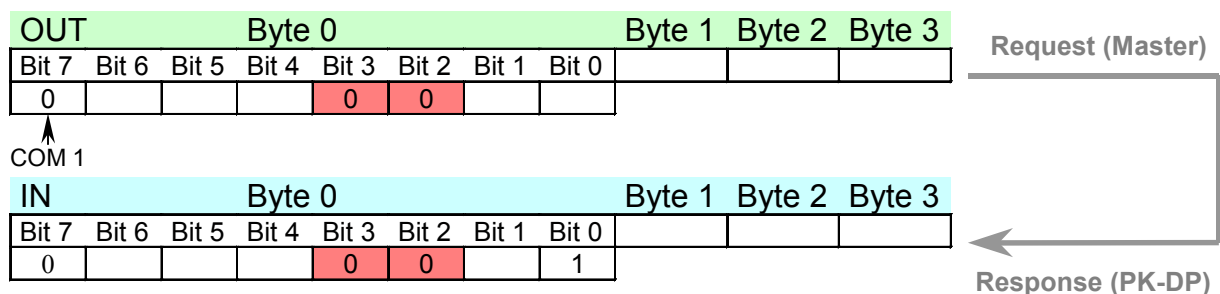 OUT Byte 0 Byte 1 Byte 2 Byte 3
Request (Master)
Bit 7 Bit 6 Bit 5 Bit 4 Bit 3 Bit 2 Bit 1 Bit 0
0 0 0
COM 1
IN Byte 0 Byte 1 Byte 2 Byte 3
Bit 7 Bit 6 Bit 5 Bit 4 Bit 3 Bit 2 Bit 1 Bit 0
0 0 0 1
Response (PK-DP)